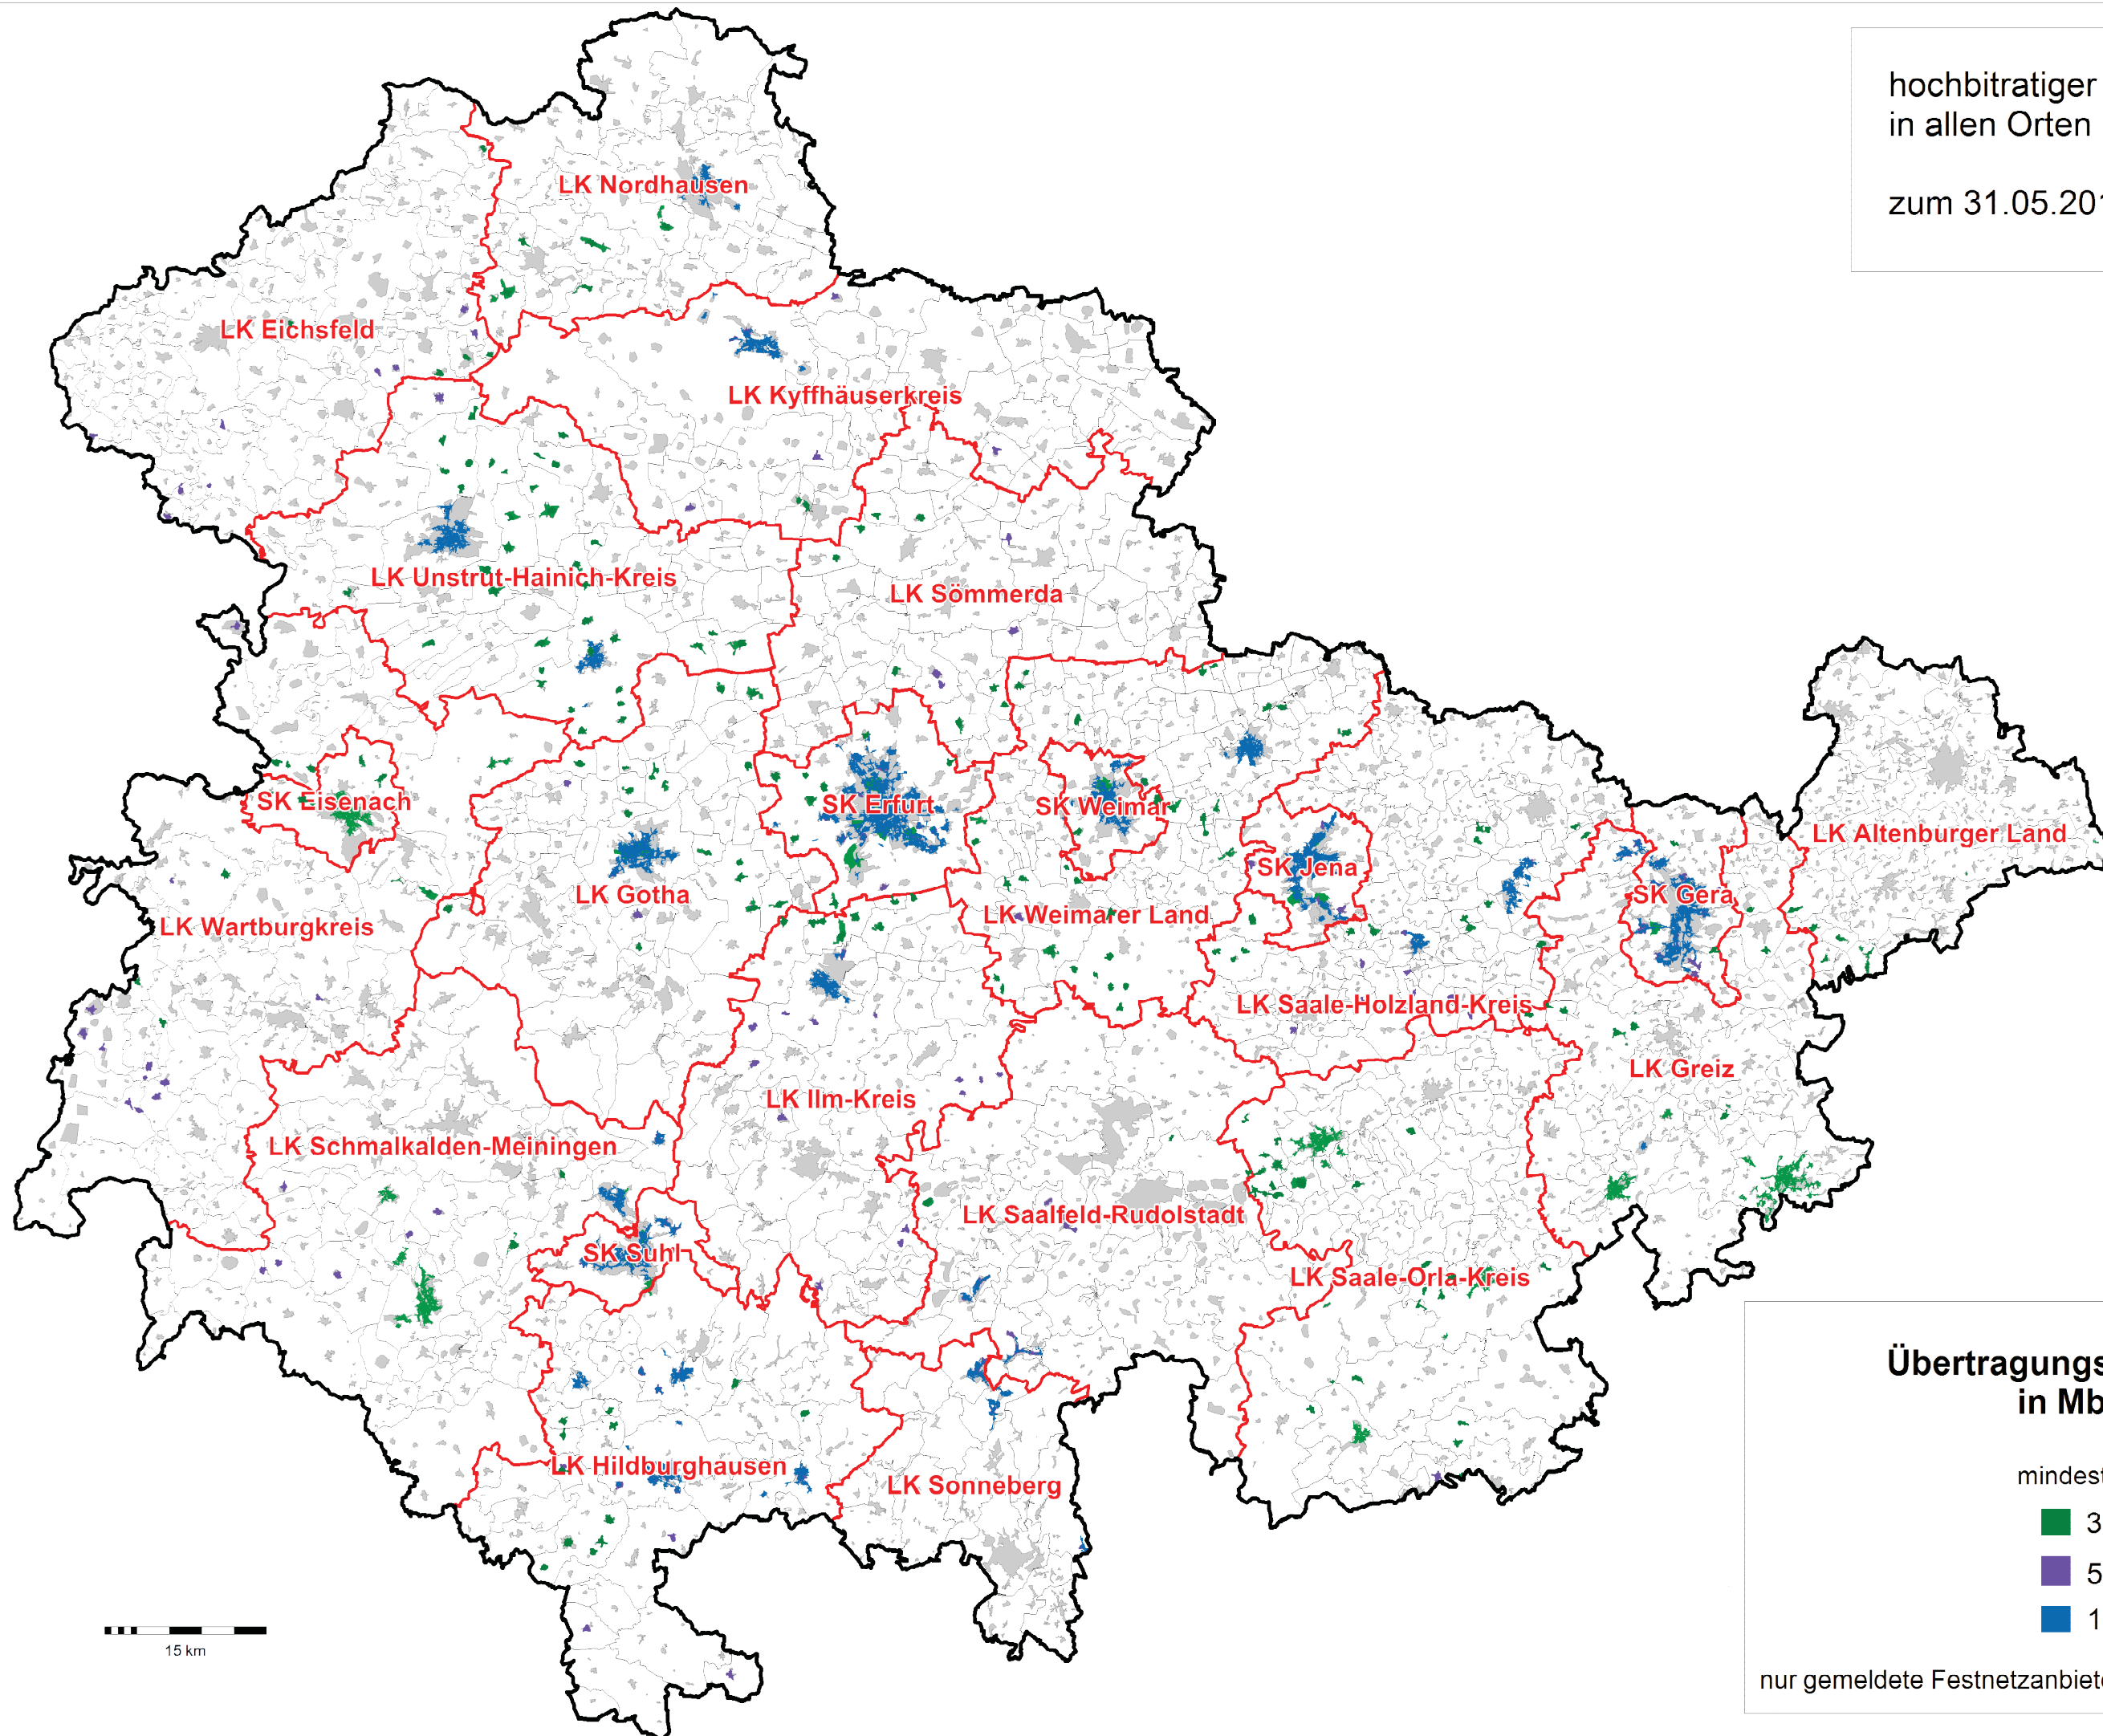 hochbitratiger
in allen Orten
zum 31.05.201
LK Nordhausen
LK Eichsfeld
LK Kyffhäuserkreis
LK Unstrut-Hainich-Kreis
LK Sömmerda
SK Eisenach
SK Erfurt
SK Weimar
LK Altenburger Land
SK Jena
LK Gotha
SK Gera
LK Weimarer Land
LK Wartburgkreis
LK Saale-Holzland-Kreis
LK Greiz
LK Ilm-Kreis
LK Schmalkalden-Meiningen
LK Saalfeld-Rudolstadt
SK Suhl
LK Saale-Orla-Kreis
LK Hildburghausen
LK Sonneberg
Übertragungs
in Mb
mindest
3
5
1
nur gemeldete Festnetzanbiete
15 km